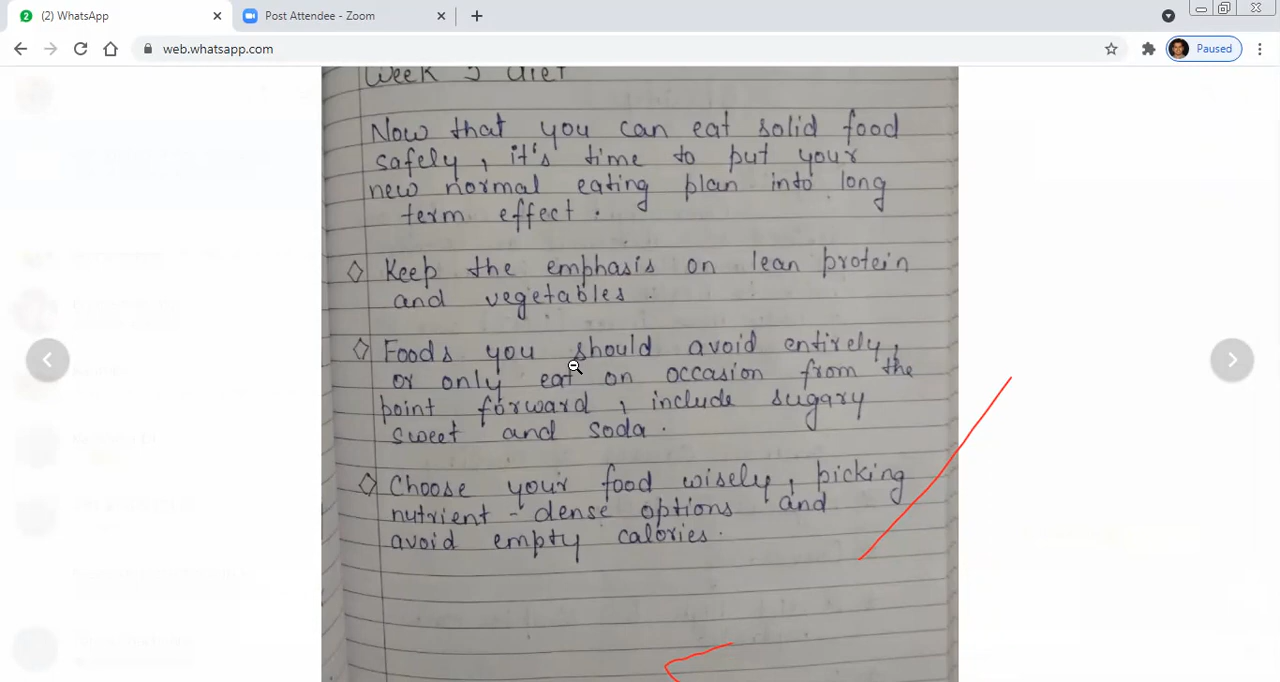 (2) WhatsApp
Post Attendee - Zoom
web.whatsapp.com
Paused
Week 5 diet
Now that you can eat solid food
safely, it's time to put your
new normal eating plan into long
term effect.
Keep the emphasis on lean protein
and vegetables.
Foods you should avoid entirely,
or only eat on occasion from the
point forward, include sugary
sweet and soda.
Choose your food wisely, picking
nutrient-dense options and
avoid empty calories.